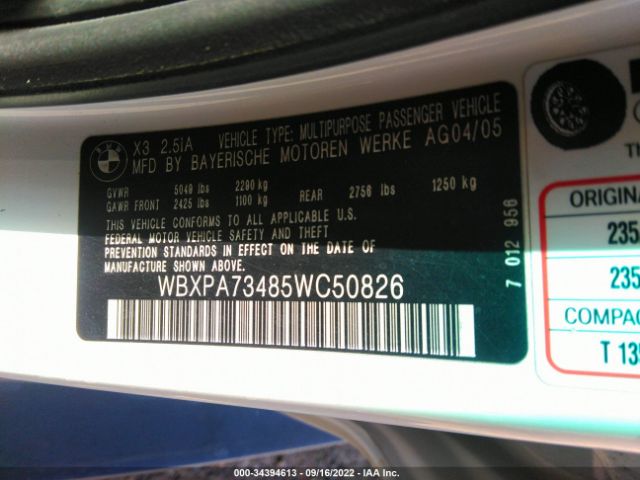 BMW
X3 2.5iA VEHICLE TYPE: MULTIPURPOSE PASSENGER VEHICLE
MFD BY BAYERISCHE MOTOREN WERKE AG04/05
GVWR 5049 lbs 2290 kg
GAWR FRONT 2425 lbs 1100 kg REAR 2756 lbs 1250 kg
THIS VEHICLE CONFORMS TO ALL APPLICABLE U.S.
FEDERAL MOTOR VEHICLE SAFETY AND THEFT
PREVENTION STANDARDS IN EFFECT ON THE DATE OF
MANUFACTURE SHOWN ABOVE.
WBXPA73485WC50826
7 012 956
TH
ORIGINA
235
235
COMPAC
T 135
000-34394613 - 09/16/2022 - IAA Inc.